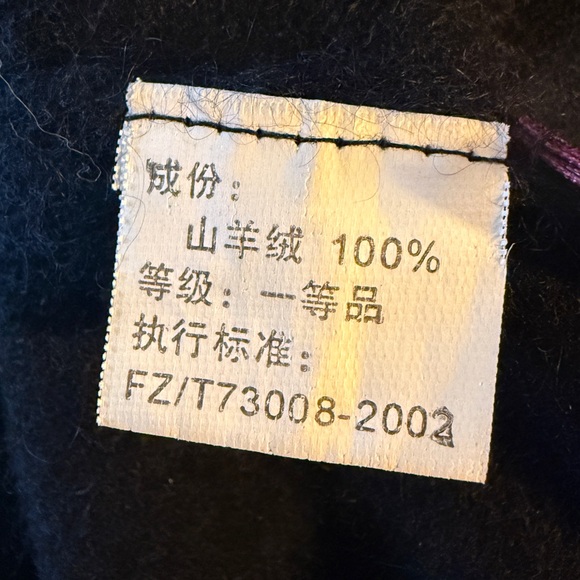 成份：
山羊绒 100%
等级：一等品
执行标准：
FZ/T73008-2002